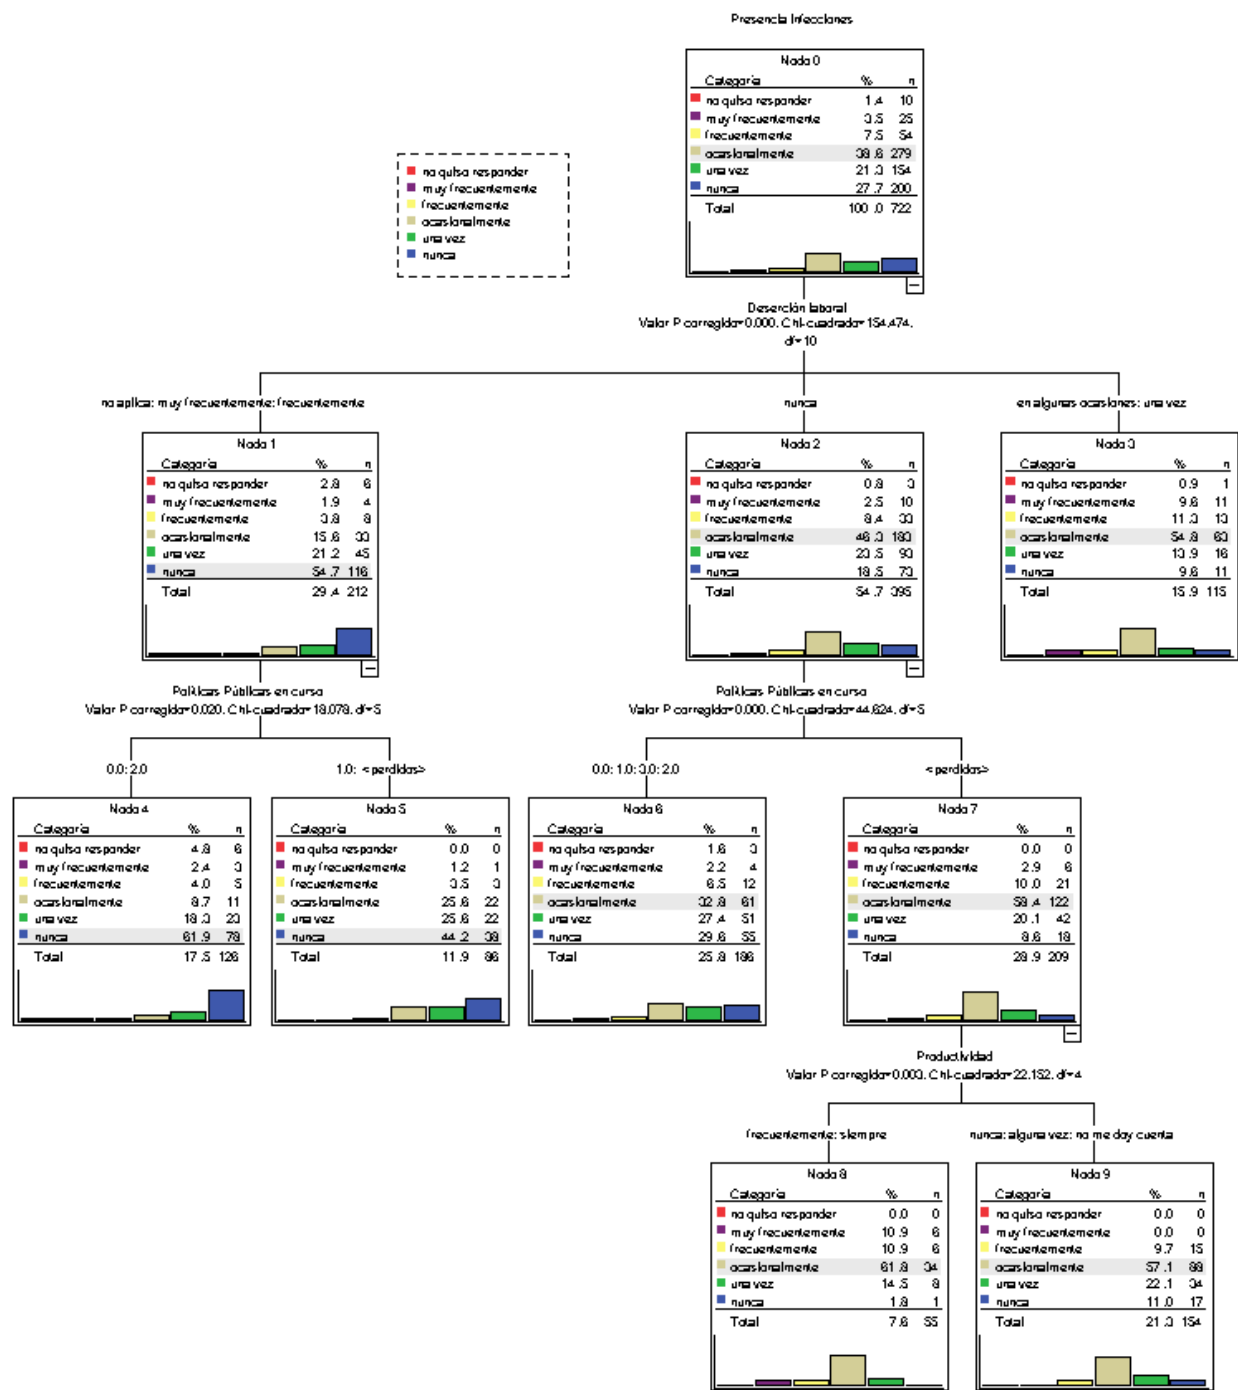 Presencia Infecciones
Nodo 0
Categoría % n
no quiso responder 1.4 10
muy frecuentemente 3.5 25
frecuentemente 7.5 54
ocasionalmente 38.6 279
una vez 21.3 154
nunca 27.7 200
Total 100.0 722
no quiso responder
muy frecuentemente
frecuentemente
ocasionalmente
una vez
nunca
Deserción laboral
Valor P corregido=0.000, Chi-cuadrado=154.474,
df=10
no aplica; muy frecuentemente; frecuentemente
nunca
en algunas ocasiones; una vez
Nodo 1
Categoría % n
no quiso responder 2.8 6
muy frecuentemente 1.9 4
frecuentemente 3.8 8
ocasionalmente 15.6 33
una vez 21.2 45
nunca 54.7 116
Total 29.4 212
Nodo 2
Categoría % n
no quiso responder 0.8 3
muy frecuentemente 2.5 10
frecuentemente 8.4 33
ocasionalmente 46.3 183
una vez 23.5 93
nunca 18.5 73
Total 54.7 395
Nodo 3
Categoría % n
no quiso responder 0.9 1
muy frecuentemente 9.6 11
frecuentemente 11.3 13
ocasionalmente 54.8 63
una vez 13.9 16
nunca 9.6 11
Total 15.9 115
Políticas Públicas en curso
Valor P corregido=0.020, Chi-cuadrado=18.078, df=5
Políticas Públicas en curso
Valor P corregido=0.000, Chi-cuadrado=44.624, df=5
0.0; 2.0
1.0; <perdidos>
0.0; 1.0; 3.0; 2.0
<perdidos>
Nodo 4
Categoría % n
no quiso responder 4.8 6
muy frecuentemente 2.4 3
frecuentemente 4.0 5
ocasionalmente 8.7 11
una vez 18.3 23
nunca 61.9 78
Total 17.5 126
Nodo 5
Categoría % n
no quiso responder 0.0 0
muy frecuentemente 1.2 1
frecuentemente 3.5 3
ocasionalmente 25.6 22
una vez 25.6 22
nunca 44.2 38
Total 11.9 86
Nodo 6
Categoría % n
no quiso responder 1.6 3
muy frecuentemente 2.2 4
frecuentemente 6.5 12
ocasionalmente 32.8 61
una vez 27.4 51
nunca 29.6 55
Total 25.8 186
Nodo 7
Categoría % n
no quiso responder 0.0 0
muy frecuentemente 2.9 6
frecuentemente 10.0 21
ocasionalmente 58.4 122
una vez 20.1 42
nunca 8.6 18
Total 28.9 209
Productividad
Valor P corregido=0.003, Chi-cuadrado=22.152, df=4
frecuentemente; siempre
nunca; alguna vez; no me doy cuenta
Nodo 8
Categoría % n
no quiso responder 0.0 0
muy frecuentemente 10.9 6
frecuentemente 10.9 6
ocasionalmente 61.8 34
una vez 14.5 8
nunca 1.8 1
Total 7.6 55
Nodo 9
Categoría % n
no quiso responder 0.0 0
muy frecuentemente 0.0 0
frecuentemente 9.7 15
ocasionalmente 57.1 88
una vez 22.1 34
nunca 11.0 17
Total 21.3 154